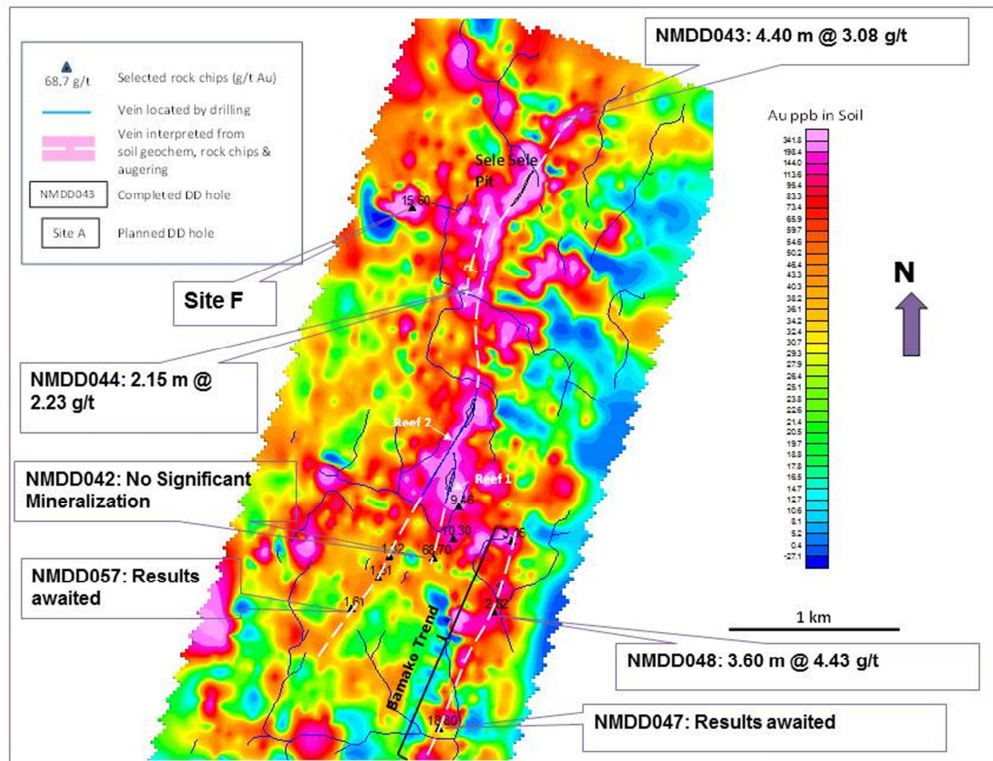 NMDD043: 4.40 m @ 3.08 g/t
68.7 g/t
Selected rock chips (g/t Au)
Vein located by drilling
Vein interpreted from
soil geochem, rock chips &
augering
NMDD043
Completed DD hole
Site A
Planned DD hole
Au ppb in Soil
341.8
198.4
144.0
113.6
95.4
83.3
73.4
65.9
59.7
54.6
50.2
46.4
43.3
40.3
38.2
36.1
34.2
32.4
30.7
29.3
27.9
26.4
25.1
23.8
22.6
21.4
20.5
19.7
18.8
16.5
14.7
12.7
10.6
8.1
5.2
0.4
-27.1
N
Sele Sele
Pit
15.60
Site F
NMDD044: 2.15 m @
2.23 g/t
Reef 2
NMDD042: No Significant
Mineralization
Reef 1
9.46
10.30
68.70
NMDD057: Results
awaited
1.61
Bamako Trend
1 km
NMDD048: 3.60 m @ 4.43 g/t
NMDD047: Results awaited